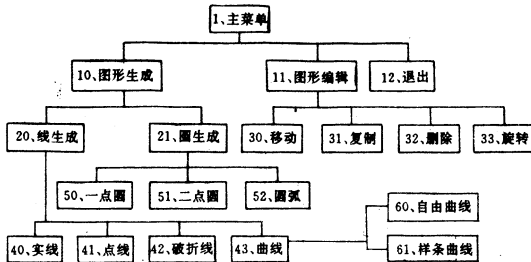 1、主菜单
10、图形生成
11、图形编辑
12、退出
20、线生成
21、圈生成
30、移动
31、复制
32、删除
33、旋转
50、一点圆
51、二点圆
52、圆弧
60、自由曲线
40、实线
41、点线
42、破折线
43、曲线
61、样条曲线